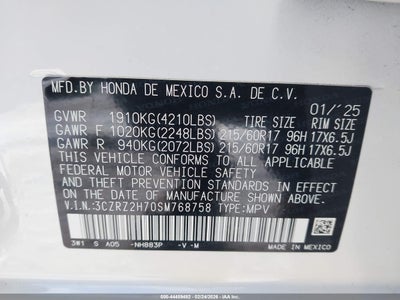 MFD.BY HONDA DE MEXICO S.A. DE C.V.
01/'25
GVWR 1910KG(4210LBS) TIRE SIZE RIM SIZE
GAWR F 1020KG(2248LBS) 215/60R17 96H 17X6.5J
GAWR R 940KG(2072LBS) 215/60R17 96H 17X6.5J
THIS VEHICLE CONFORMS TO ALL APPLICABLE
FEDERAL MOTOR VEHICLE SAFETY AND THEFT
PREVENTION STANDARDS IN EFFECT ON THE DATE
OF MANUFACTURE SHOWN ABOVE.
V.I.N.:3CZRZ2H70SM768758 TYPE:MPV
3W1 S A05 -NH883P -V-M MADE IN MEXICO